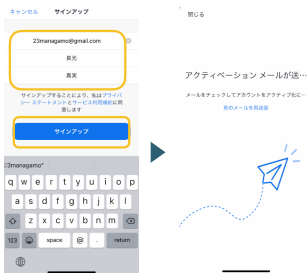 キャンセル サインアップ
23managamo@gmail.com
長元
真実
サインアップすることにより、私はプライバ
シー ステートメントとサービス利用規約に同
意します
サインアップ
"23managamo"
q w e r t y u i o p
a s d f g h j k l
z x c v b n m
123 space @ . return
閉じる
アクティベーション メールが送…
メールをチェックしてアカウントをアクティブ化に…
別のメールを再送信